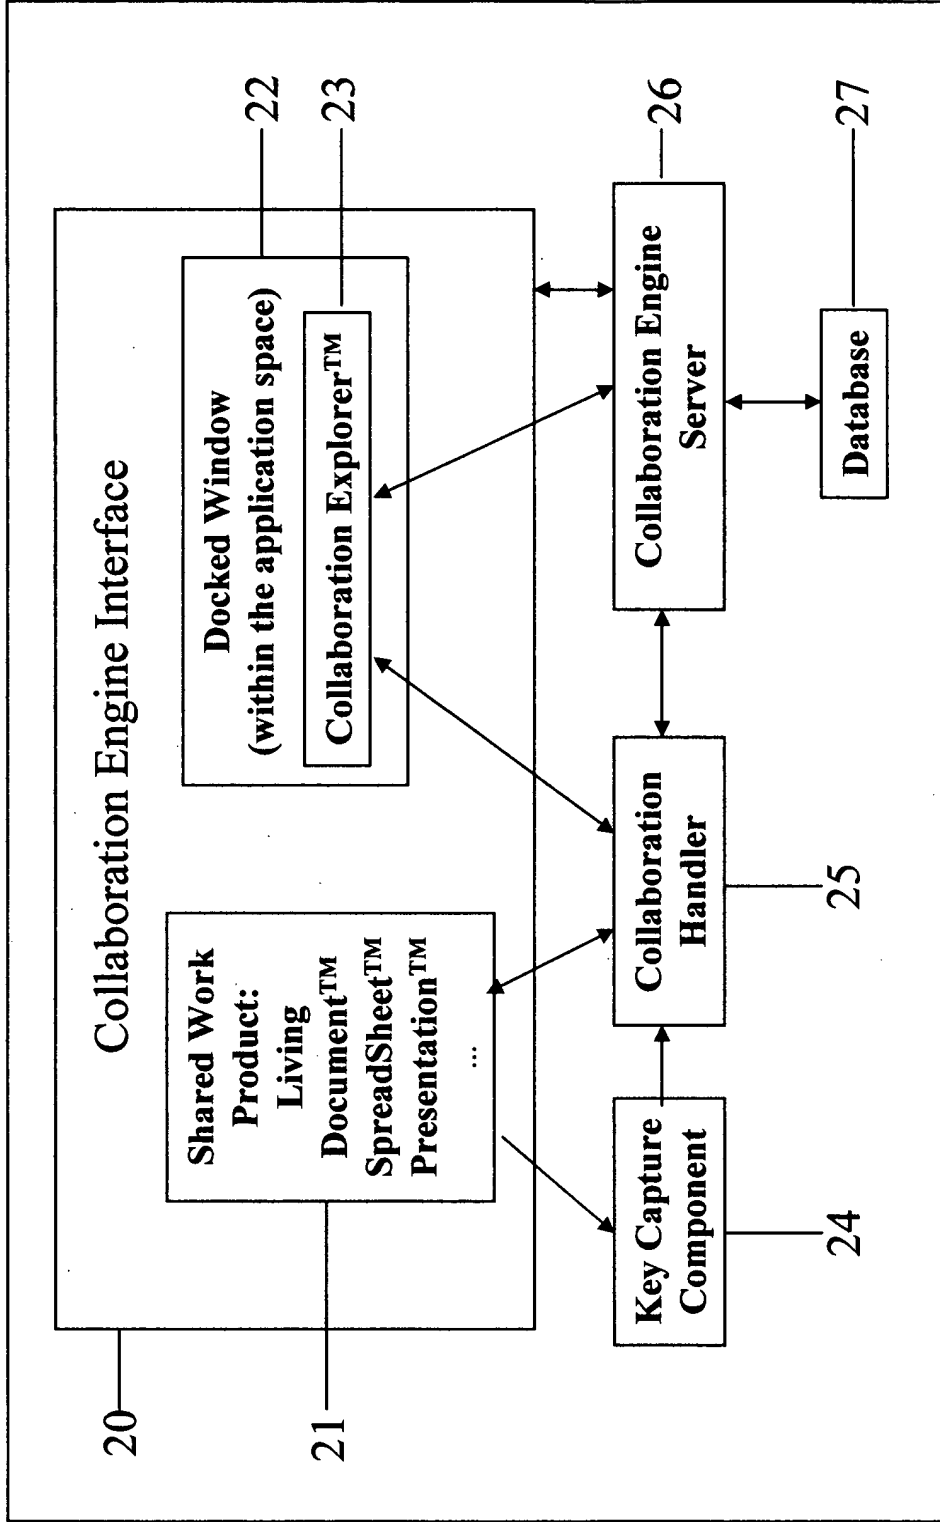 Collaboration Engine Interface
20
Shared Work
Product:
Living
Document™
SpreadSheet™
Presentation™
...
21
Docked Window
(within the application space)
Collaboration Explorer™
22
23
Key Capture
Component
24
Collaboration
Handler
25
Collaboration Engine
Server
26
Database
27